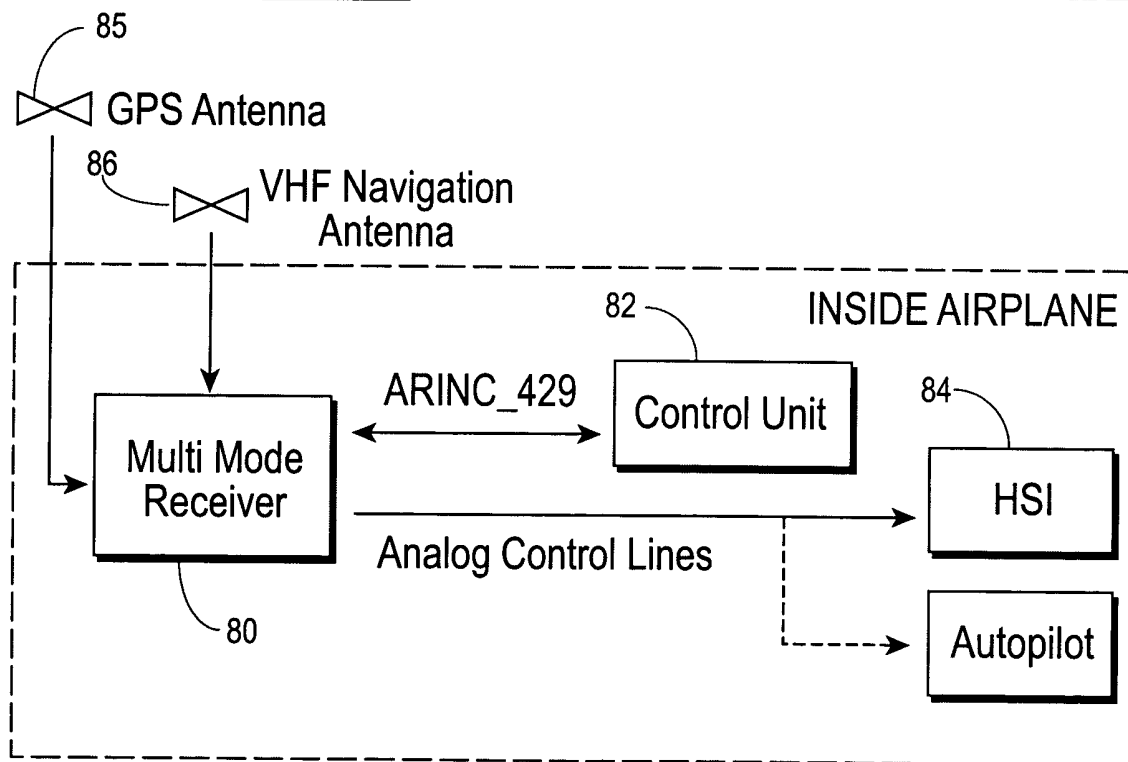 85
GPS Antenna
86
VHF Navigation
Antenna
INSIDE AIRPLANE
82
ARINC_429
Control Unit
84
Multi Mode
Receiver
HSI
Analog Control Lines
80
Autopilot